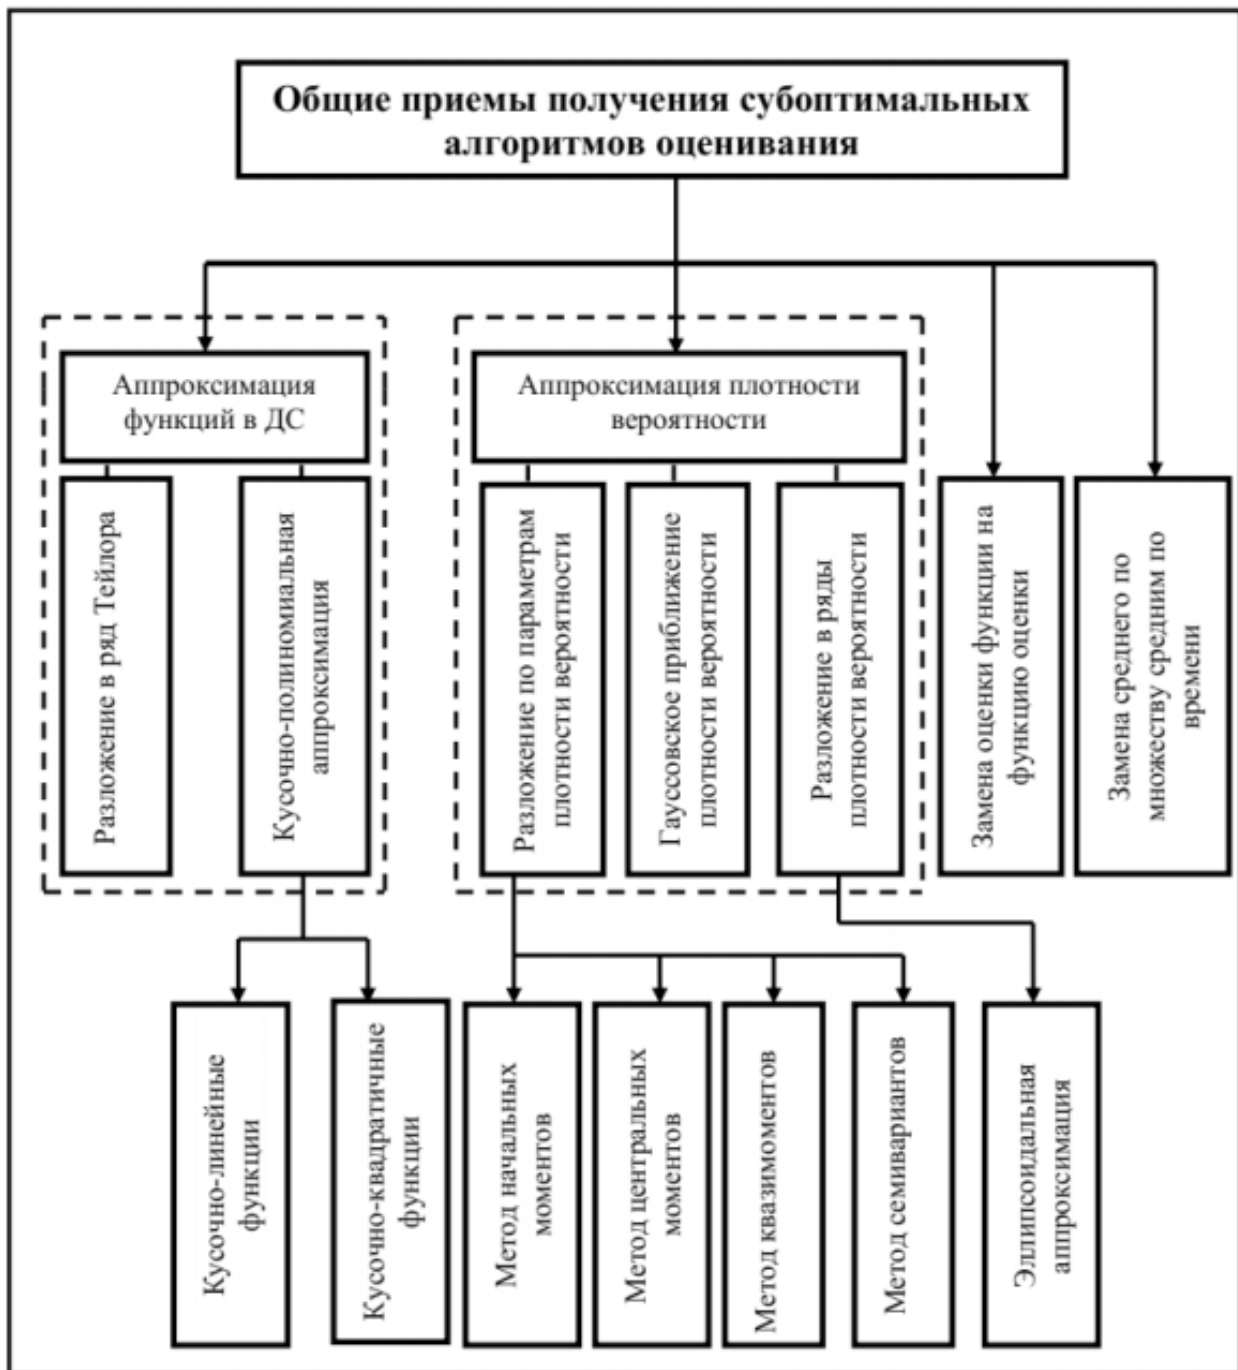 Общие приемы получения субоптимальных
алгоритмов оценивания
Аппроксимация
функций в ДС
Аппроксимация плотности
вероятности
Разложение в ряд Тейлора
Кусочно-полиномиальная
аппроксимация
Разложение по параметрам
плотности вероятности
Гауссовское приближение
плотности вероятности
Разложение в ряды
плотности вероятности
Замена оценки функции на
функцию оценки
Замена среднего по
множеству средним по
времени
Кусочно-линейные
функции
Кусочно-квадратичные
функции
Метод начальных
моментов
Метод центральных
моментов
Метод квазимоментов
Метод семивариантов
Эллипсоидальная
аппроксимация